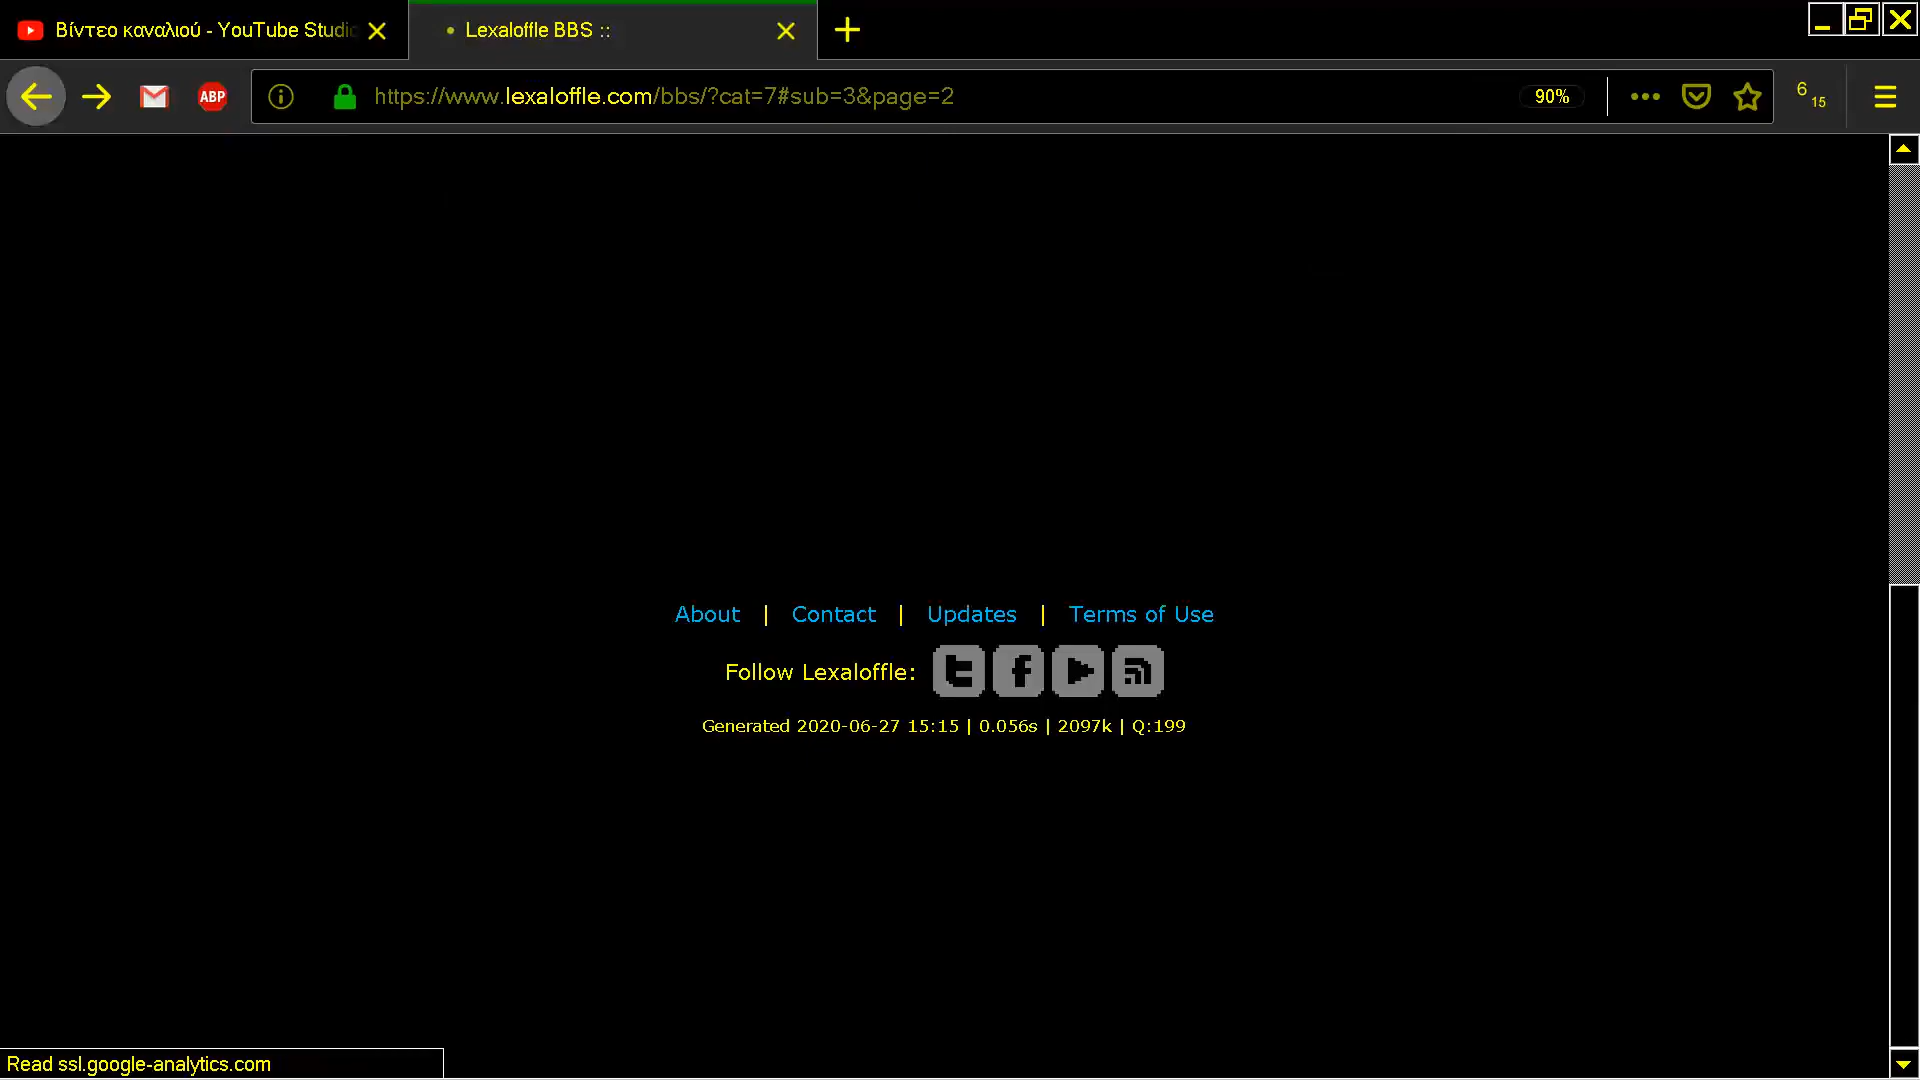 Βίντεο καναλιού - YouTube Studio
Lexaloffle BBS ::
ABP
https://www.lexaloffle.com/bbs/?cat=7#sub=3&page=2
90%
6 15
About | Contact | Updates | Terms of Use
Follow Lexaloffle:
Generated 2020-06-27 15:15 | 0.056s | 2097k | Q:199
Read ssl.google-analytics.com